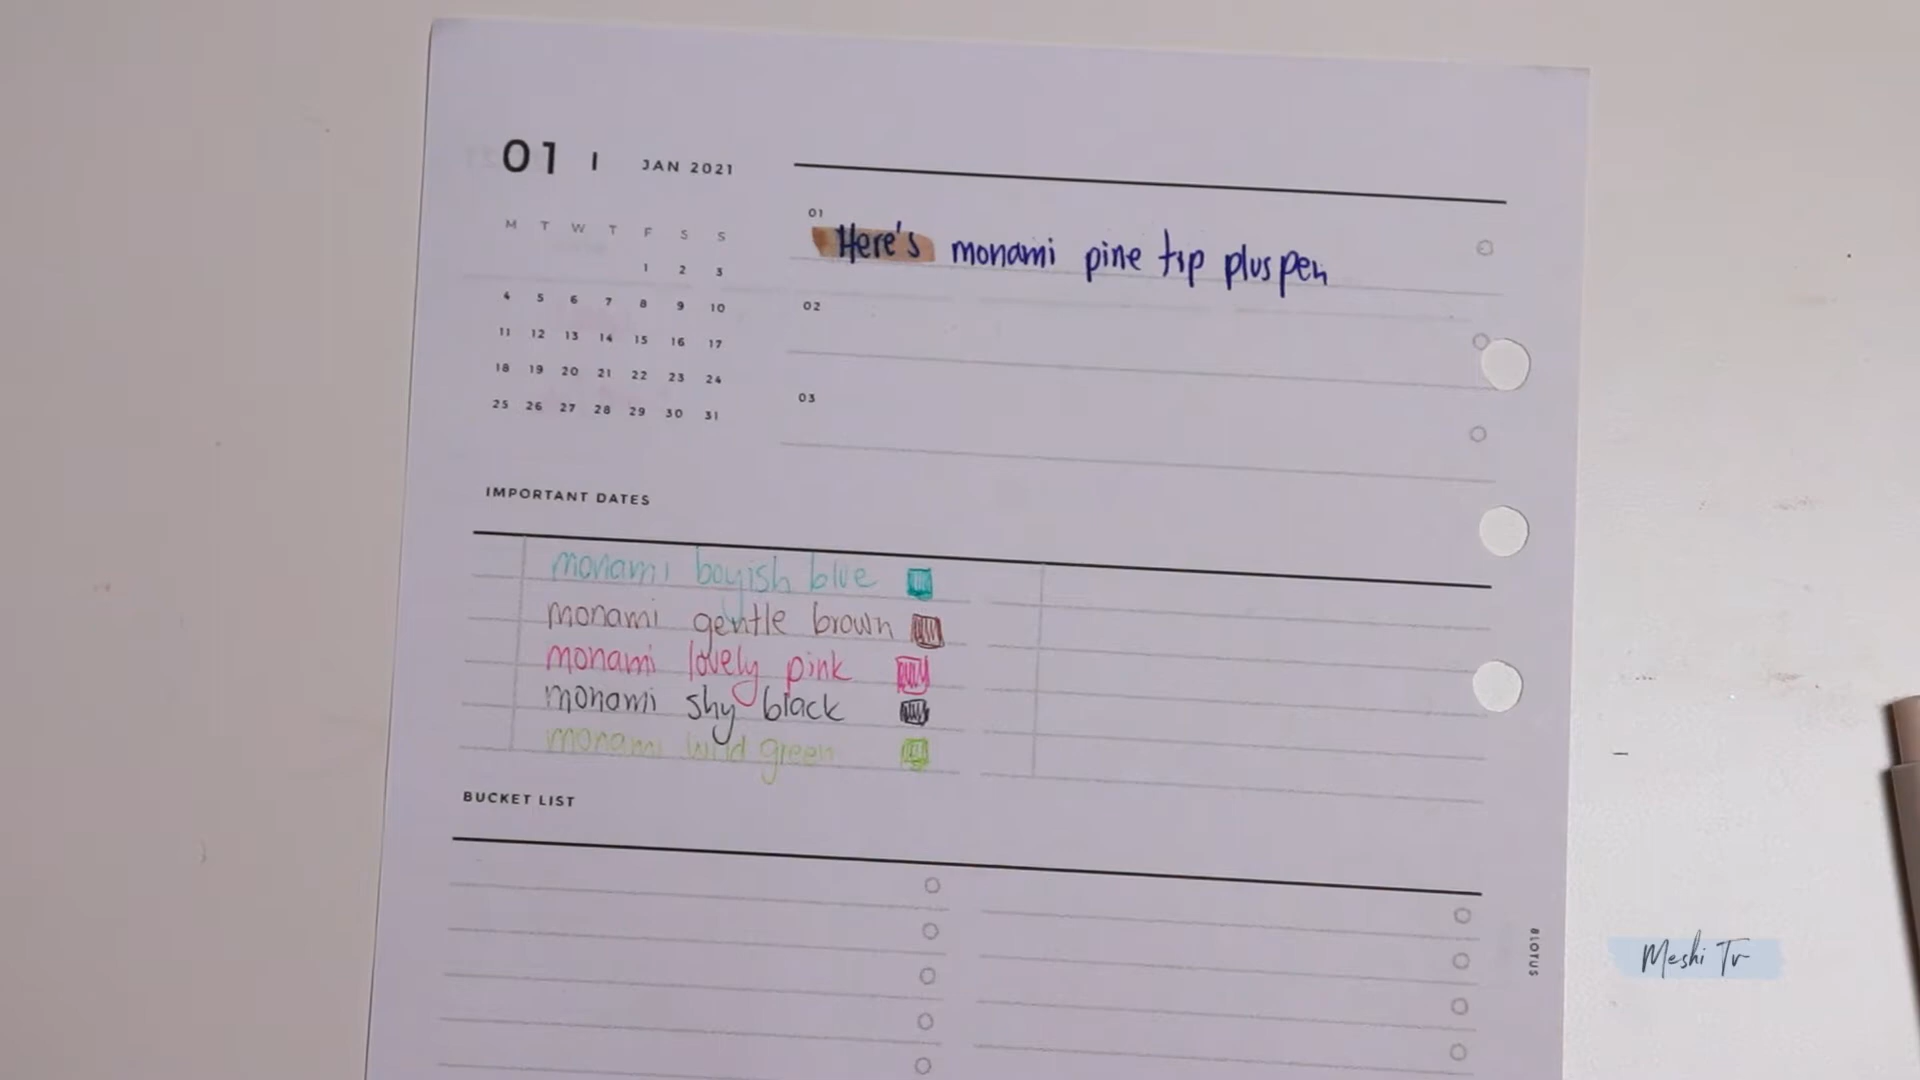 01 | JAN 2021
M T W T F S S
1 2 3
4 5 6 7 8 9 10
11 12 13 14 15 16 17
18 19 20 21 22 23 24
25 26 27 28 29 30 31
01
Here's monami pine tip plus pen
02
03
IMPORTANT DATES
monami boyish blue
monami gentle brown
monami lovely pink
monami shy black
monami wild green
BUCKET LIST
BLOTUS
Meshi Tv